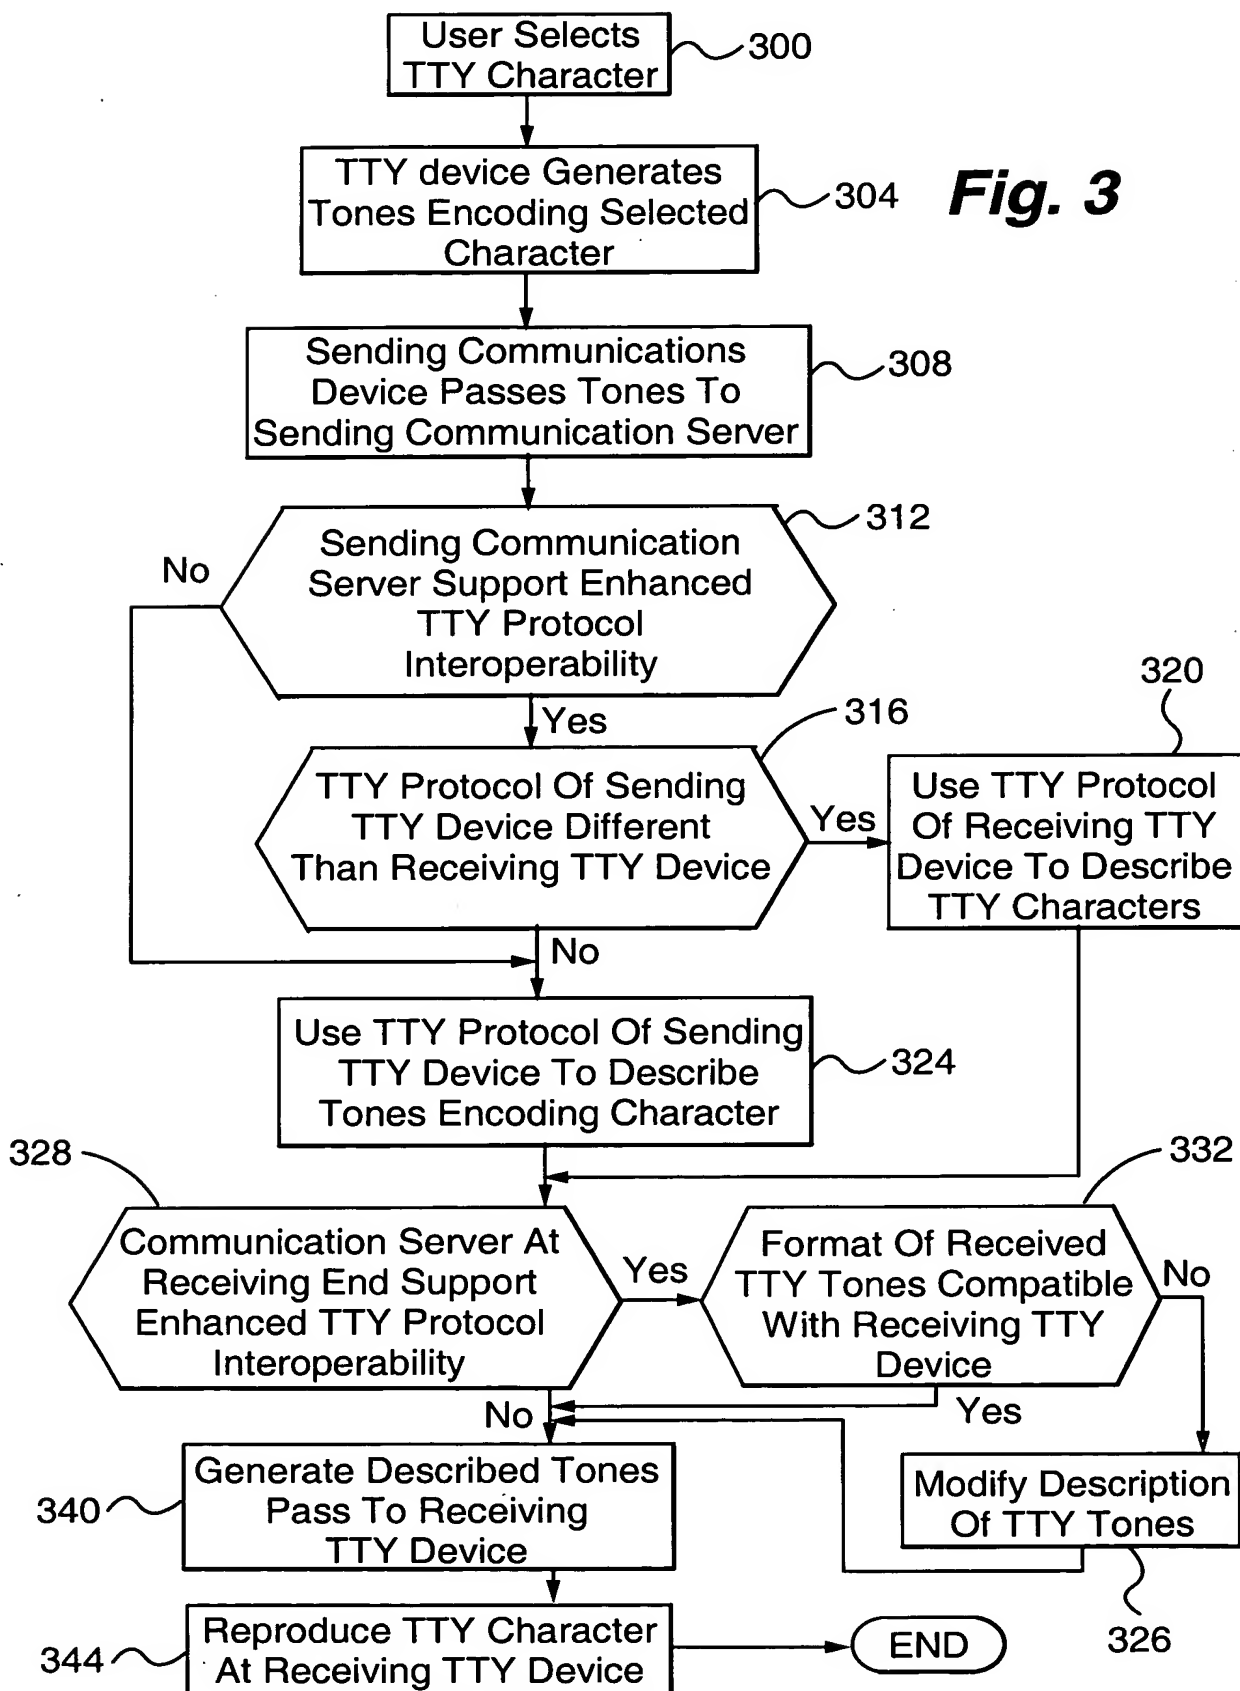 User Selects
TTY Character
300
TTY device Generates
Tones Encoding Selected
Character
304
Fig. 3
Sending Communications
Device Passes Tones To
Sending Communication Server
308
312
Sending Communication
Server Support Enhanced
TTY Protocol
Interoperability
No
Yes
316
320
TTY Protocol Of Sending
TTY Device Different
Than Receiving TTY Device
Yes
Use TTY Protocol
Of Receiving TTY
Device To Describe
TTY Characters
No
Use TTY Protocol Of Sending
TTY Device To Describe
Tones Encoding Character
324
328
332
Communication Server At
Receiving End Support
Enhanced TTY Protocol
Interoperability
Yes
Format Of Received
TTY Tones Compatible
With Receiving TTY
Device
No
No
Yes
Generate Described Tones
Pass To Receiving
TTY Device
340
Modify Description
Of TTY Tones
326
Reproduce TTY Character
At Receiving TTY Device
344
END